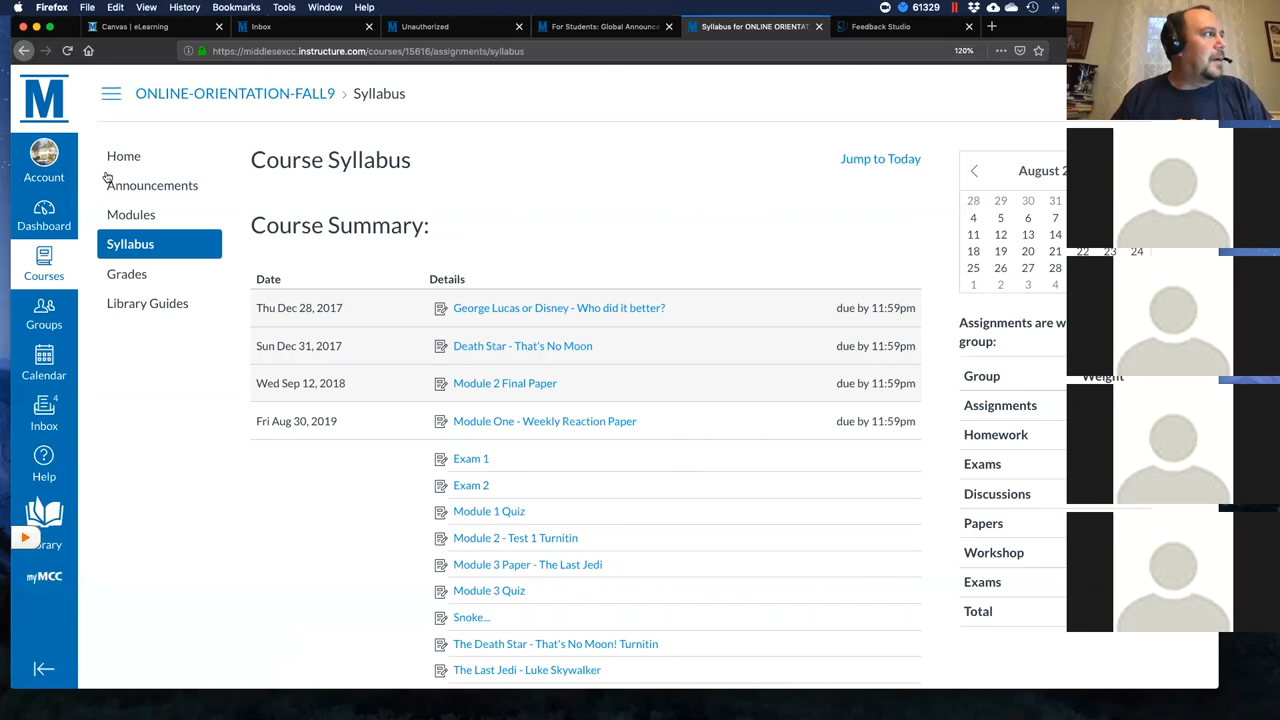 Firefox File Edit View History Bookmarks Tools Window Help 61329
Canvas | eLearning
Inbox
Unauthorized
For Students: Global Announce
Syllabus for ONLINE ORIENTAT
Feedback Studio
https://middlesexcc.instructure.com/courses/15616/assignments/syllabus 120%
M
ONLINE-ORIENTATION-FALL9 > Syllabus
Account
Dashboard
Courses
Groups
Calendar
4
Inbox
Help
brary
myMCC
Home
Announcements
Modules
Syllabus
Grades
Library Guides
Course Syllabus
Jump to Today
Course Summary:
Date Details
Thu Dec 28, 2017 George Lucas or Disney - Who did it better? due by 11:59pm
Sun Dec 31, 2017 Death Star - That's No Moon due by 11:59pm
Wed Sep 12, 2018 Module 2 Final Paper due by 11:59pm
Fri Aug 30, 2019 Module One - Weekly Reaction Paper due by 11:59pm
Exam 1
Exam 2
Module 1 Quiz
Module 2 - Test 1 Turnitin
Module 3 Paper - The Last Jedi
Module 3 Quiz
Snoke...
The Death Star - That's No Moon! Turnitin
The Last Jedi - Luke Skywalker
August 2
28 29 30 31
4 5 6 7
11 12 13 14
18 19 20 21 22 23 24
25 26 27 28
1 2 3 4
Assignments are w
group:
Group Weight
Assignments
Homework
Exams
Discussions
Papers
Workshop
Exams
Total